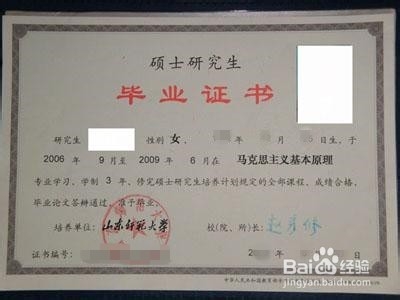 硕士研究生
毕业证书
研究生 性别 女, 生,于
2006 年 9 月至 2009 年 6 月在 马克思主义基本原理
专业学习,学制 3 年,修完硕士研究生培养计划规定的全部课程,成绩合格,
毕业论文答辩通过,准予毕业。
培养单位: 山东师范大学 校(院、所)长:
证书编号:
Baidu 百度 经验
jingyan.baidu.com